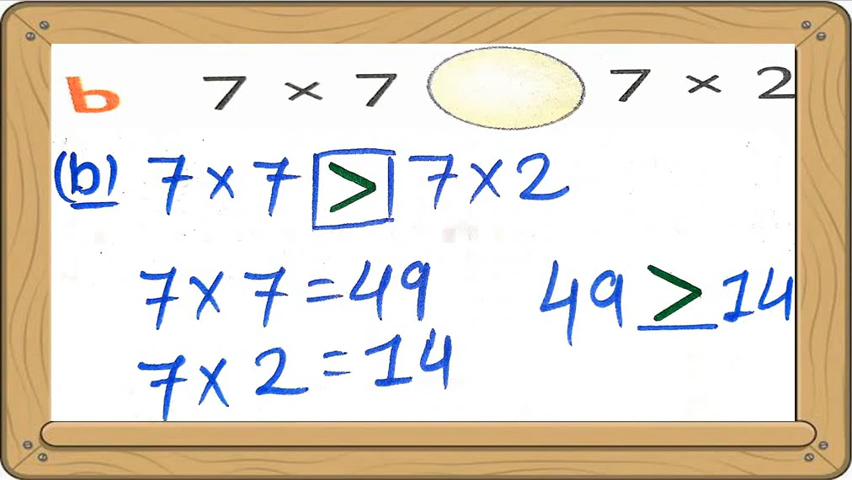 b 7 × 7 7 × 2
(b) 7 × 7 > 7 × 2
7 × 7 = 49 49 > 14
7 × 2 = 14